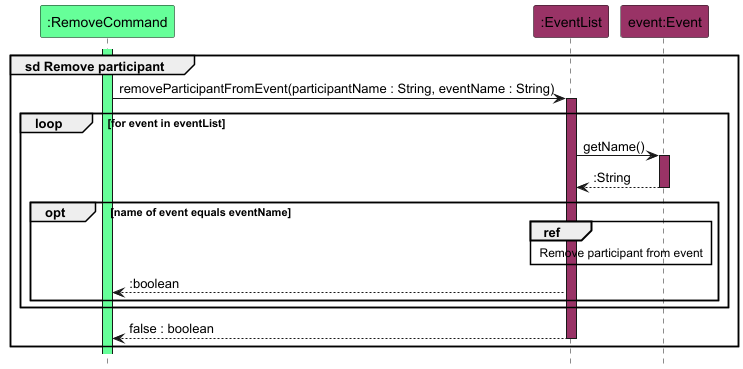 :RemoveCommand
:EventList
event:Event
sd Remove participant
removeParticipantFromEvent(participantName : String, eventName : String)
loop
[for event in eventList]
getName()
:String
opt
[name of event equals eventName]
ref
Remove participant from event
:boolean
false : boolean